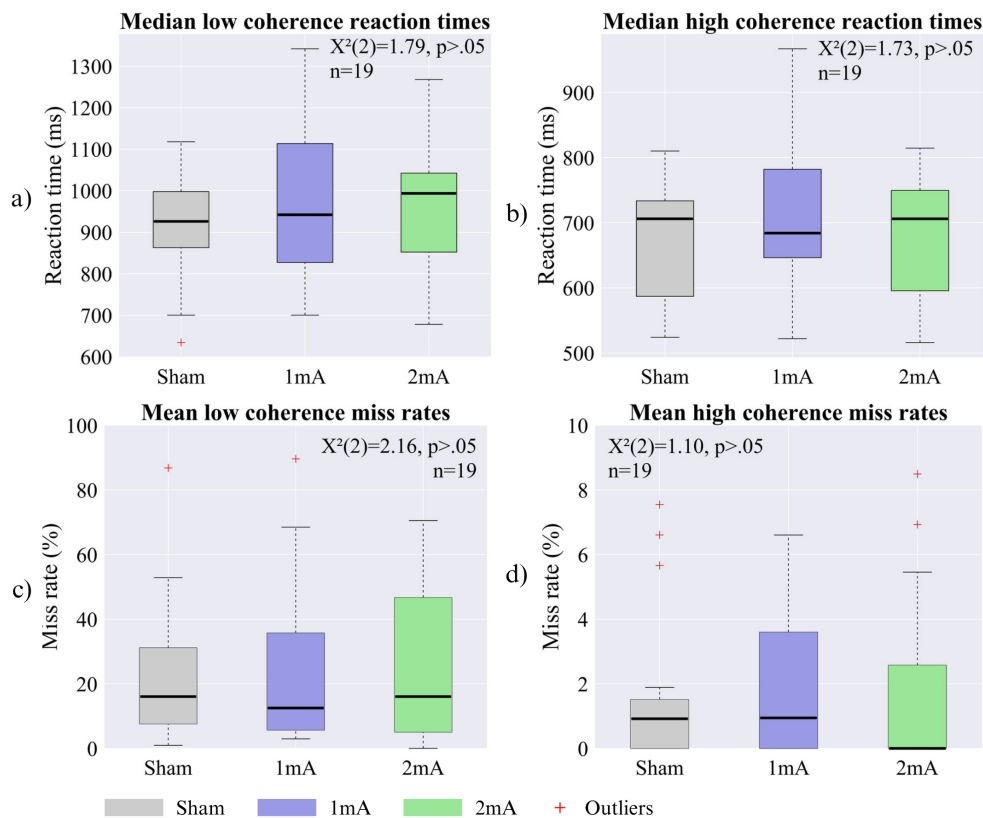 Median low coherence reaction times
X²(2)=1.79, p>.05
n=19
1300
1200
1100
1000
900
800
700
600
Reaction time (ms)
a)
Sham 1mA 2mA
Median high coherence reaction times
X²(2)=1.73, p>.05
n=19
900
800
700
600
500
Reaction time (ms)
b)
Sham 1mA 2mA
Mean low coherence miss rates
X²(2)=2.16, p>.05
n=19
100
80
60
40
20
0
Miss rate (%)
c)
Sham 1mA 2mA
Mean high coherence miss rates
X²(2)=1.10, p>.05
n=19
10
8
6
4
2
0
Miss rate (%)
d)
Sham 1mA 2mA
Sham 1mA 2mA + Outliers